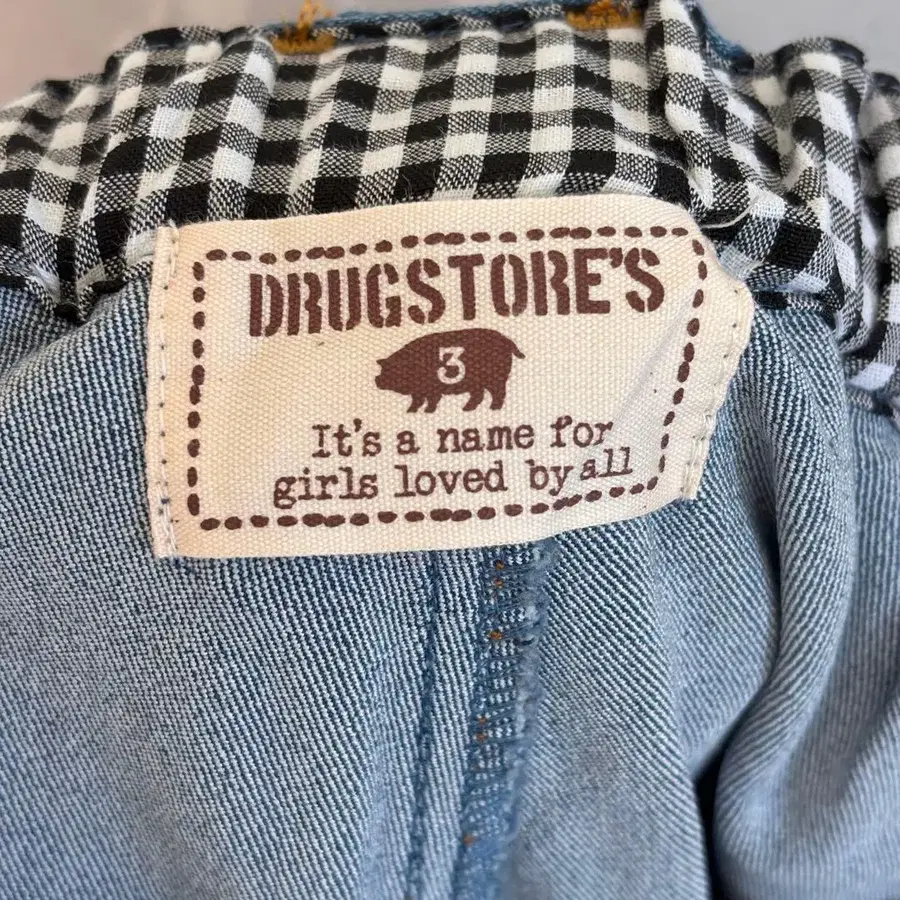 DRUGSTORE'S
3
It's a name for
girls loved by all